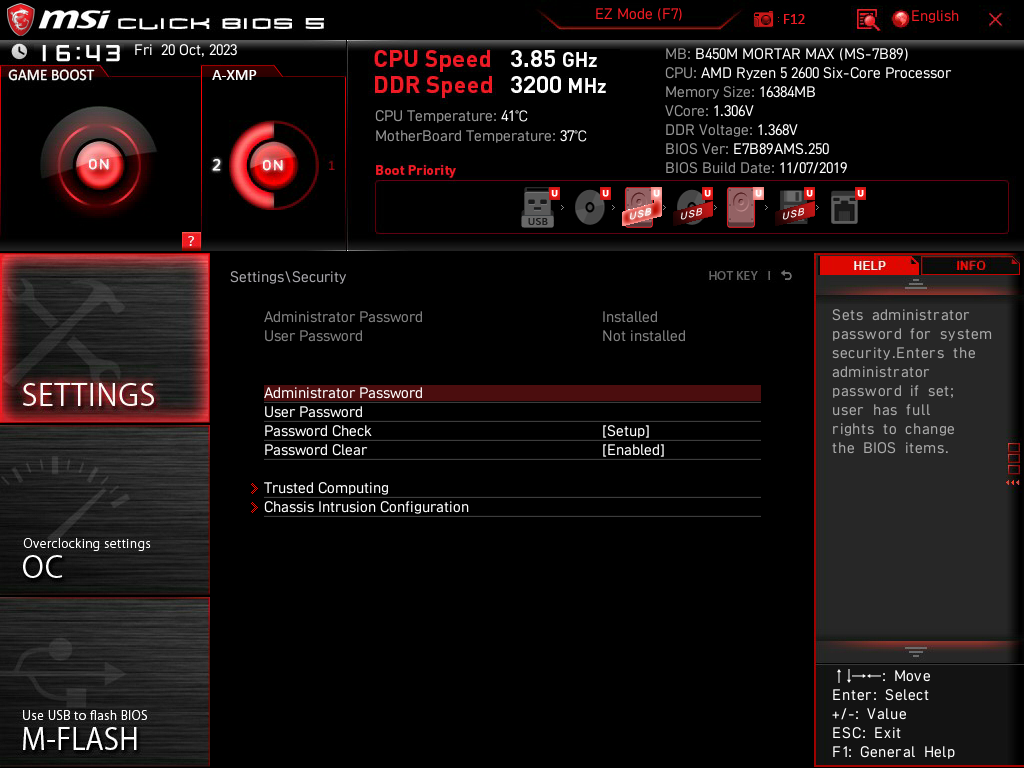 msi CLICK BIOS 5
EZ Mode (F7)
: F12
English
16:43 Fri 20 Oct, 2023
GAME BOOST
ON
A-XMP
2 ON 1
?
CPU Speed 3.85 GHz
DDR Speed 3200 MHz
CPU Temperature: 41°C
MotherBoard Temperature: 37°C
MB: B450M MORTAR MAX (MS-7B89)
CPU: AMD Ryzen 5 2600 Six-Core Processor
Memory Size: 16384MB
VCore: 1.306V
DDR Voltage: 1.368V
BIOS Ver: E7B89AMS.250
BIOS Build Date: 11/07/2019
Boot Priority
USB U U USB U USB U U USB U U
SETTINGS
Overclocking settings
OC
Use USB to flash BIOS
M-FLASH
Settings\Security
HOT KEY |
Administrator Password Installed
User Password Not installed
Administrator Password
User Password
Password Check [Setup]
Password Clear [Enabled]
> Trusted Computing
> Chassis Intrusion Configuration
HELP INFO
Sets administrator
password for system
security.Enters the
administrator
password if set;
user has full
rights to change
the BIOS items.
↑↓→←: Move
Enter: Select
+/-: Value
ESC: Exit
F1: General Help